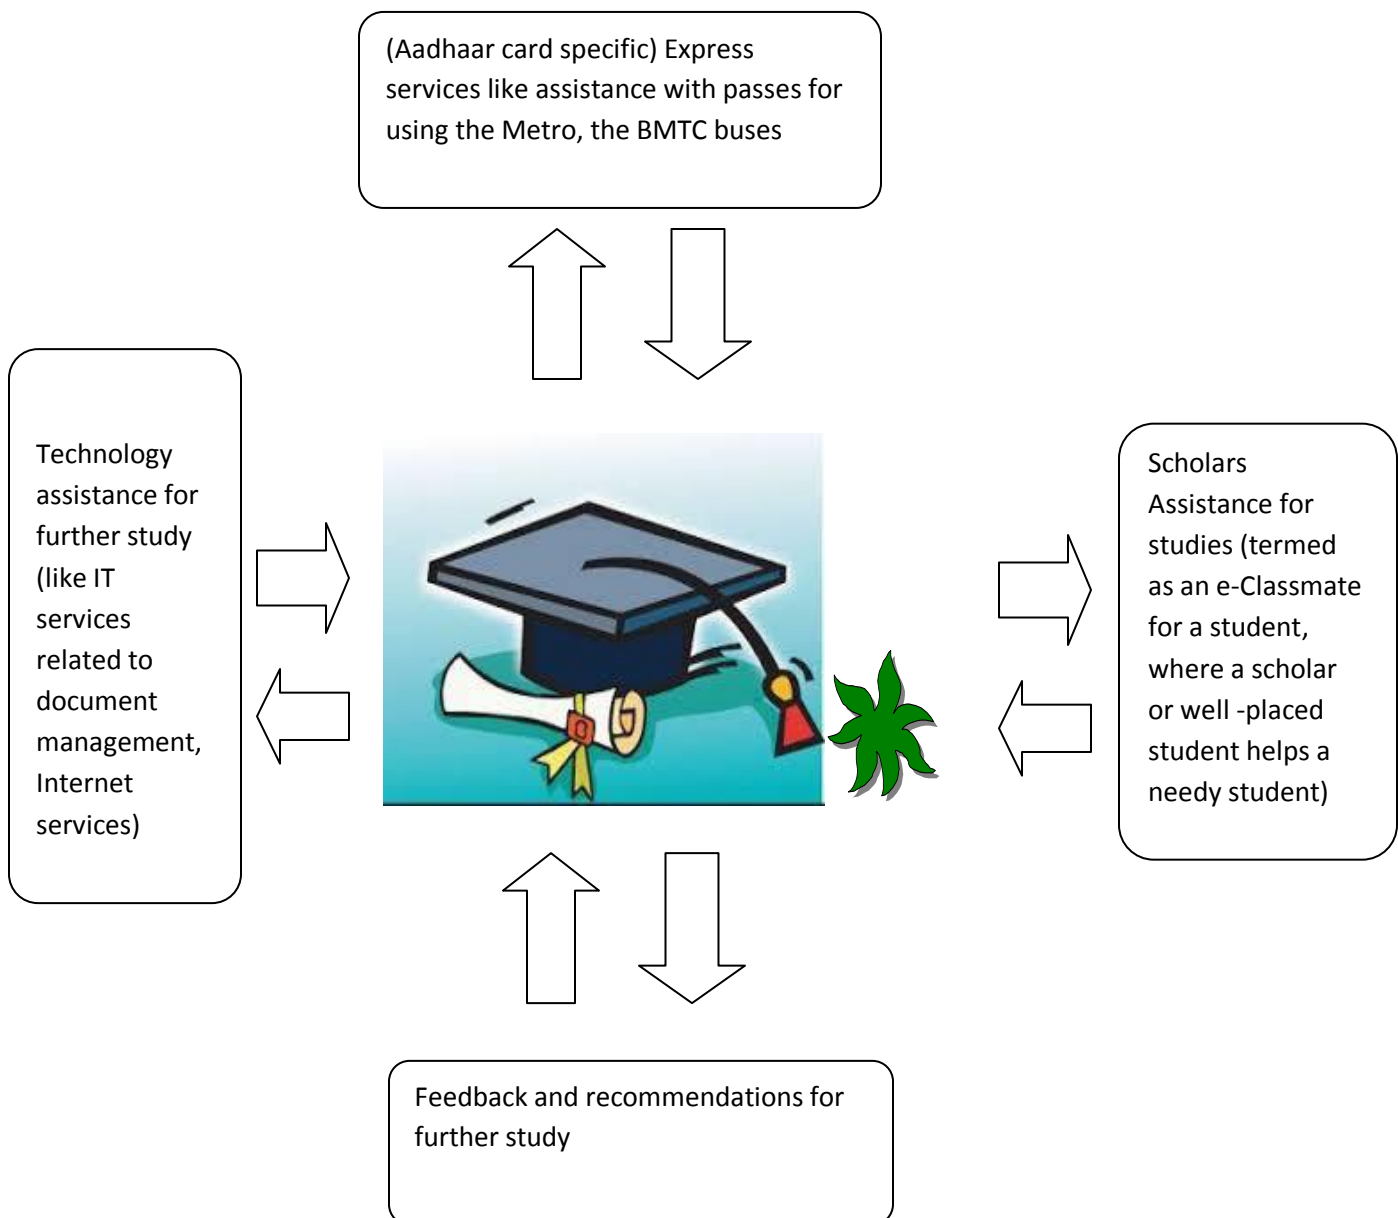 (Aadhaar card specific) Express
services like assistance with passes for
using the Metro, the BMTC buses
Technology
assistance for
further study
(like IT
services
related to
document
management,
Internet
services)
Scholars
Assistance for
studies (termed
as an e-Classmate
for a student,
where a scholar
or well -placed
student helps a
needy student)
Feedback and recommendations for
further study